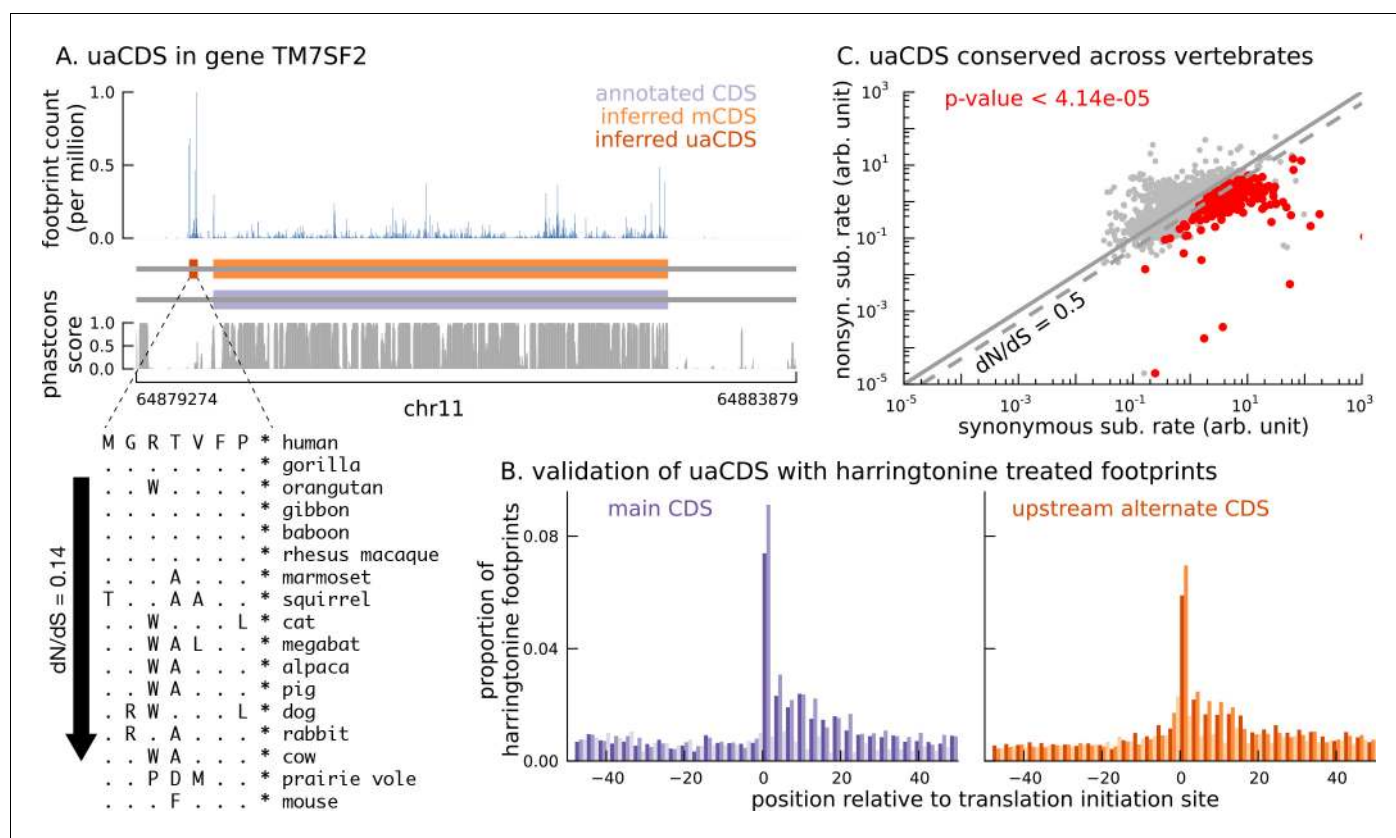 A. uaCDS in gene TM7SF2
footprint count
(per million)
1.0
0.5
0.0
annotated CDS
inferred mCDS
inferred uaCDS
phastcons
score
1.0
0.5
0.0
64879274
chr11
64883879
dN/dS = 0.14
M G R T V F P * human
. . . . . . . * gorilla
. . W . . . . * orangutan
. . . . . . . * gibbon
. . . . . . . * baboon
. . . . . . . * rhesus macaque
. . . A . . . * marmoset
T . . A A . . * squirrel
. . W . . . L * cat
. . W A L . . * megabat
. . W A . . . * alpaca
. . W A . . . * pig
. R W . . . L * dog
. R . A . . . * rabbit
. . W A . . . * cow
. . P D M . . * prairie vole
. . . F . . . * mouse
C. uaCDS conserved across vertebrates
p-value < 4.14e-05
nonsyn. sub. rate (arb. unit)
10³
10¹
10⁻¹
10⁻³
10⁻⁵
dN/dS = 0.5
10⁻⁵ 10⁻³ 10⁻¹ 10¹ 10³
synonymous sub. rate (arb. unit)
B. validation of uaCDS with harringtonine treated footprints
proportion of
harringtonine footprints
0.08
0.04
0.00
main CDS
−40 −20 0 20 40
upstream alternate CDS
−40 −20 0 20 40
position relative to translation initiation site